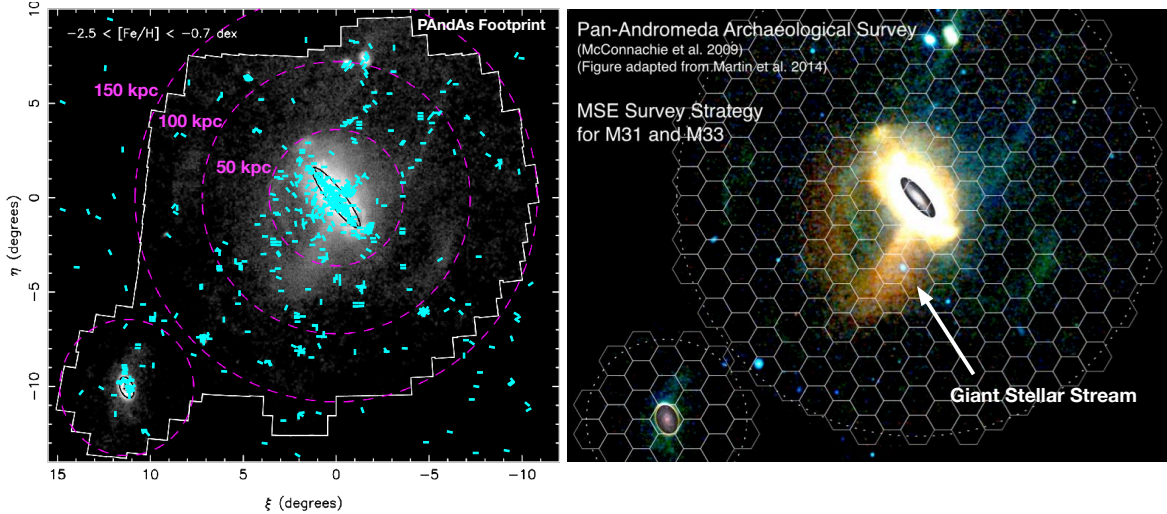 PAndAs Footprint
−2.5 < [Fe/H] < −0.7 dex
150 kpc
100 kpc
50 kpc
10
5
0
−5
−10
η (degrees)
15
10
5
0
−5
−10
ξ (degrees)
Pan-Andromeda Archaeological Survey
(McConnachie et al. 2009)
(Figure adapted from Martin et al. 2014)
MSE Survey Strategy
for M31 and M33
Giant Stellar Stream